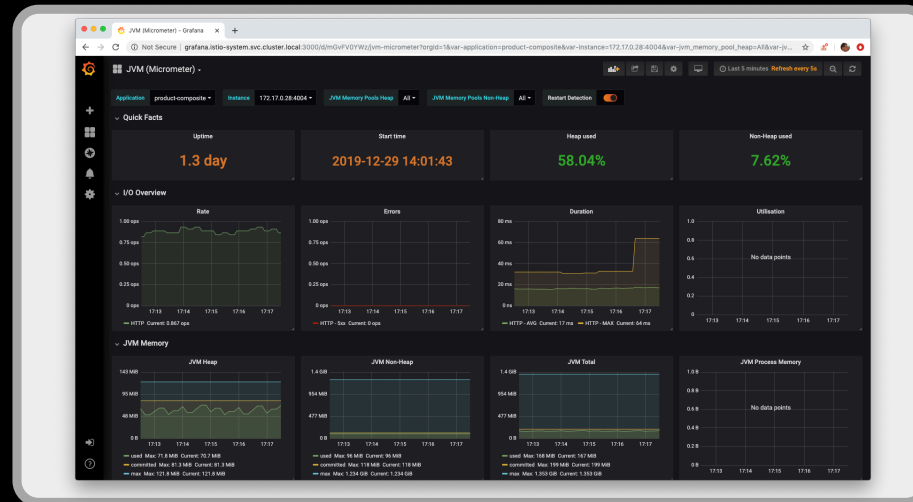 JVM (Micrometer) - Grafana
Not Secure | grafana.istio-system.svc.cluster.local:3000/d/mGvFV0YWz/jvm-micrometer?orgId=1&var-application=product-composite&var-instance=172.17.0.28:4004&var-jvm_memory_pool_heap=All&var-jv...
JVM (Micrometer)
Last 5 minutes Refresh every 5s
Application product-composite Instance 172.17.0.28:4004 JVM Memory Pools Heap All JVM Memory Pools Non-Heap All Restart Detection
Quick Facts
Uptime Start time Heap used Non-Heap used
1.3 day 2019-12-29 14:01:43 58.04% 7.62%
I/O Overview
Rate
1.00 ops
0.75 ops
0.50 ops
0.25 ops
0 ops
17:13 17:14 17:15 17:16 17:17
HTTP Current: 0.867 ops
Errors
1.00 ops
0.75 ops
0.50 ops
0.25 ops
0 ops
17:13 17:14 17:15 17:16 17:17
HTTP - 5xx Current: 0 ops
Duration
80 ms
60 ms
40 ms
20 ms
0 ns
17:13 17:14 17:15 17:16 17:17
HTTP - AVG Current: 17 ms HTTP - MAX Current: 64 ms
Utilisation
1.0
0.8
0.6
0.4
0.2
0
No data points
17:13 17:14 17:15 17:16 17:17
JVM Memory
JVM Heap
143 MiB
95 MiB
48 MiB
0 B
17:13 17:14 17:15 17:16 17:17
used Max: 71.8 MiB Current: 70.7 MiB
committed Max: 81.3 MiB Current: 81.3 MiB
max Max: 121.8 MiB Current: 121.8 MiB
JVM Non-Heap
1.4 GiB
954 MiB
477 MiB
0 B
17:13 17:14 17:15 17:16 17:17
used Max: 96 MiB Current: 96 MiB
committed Max: 118 MiB Current: 118 MiB
max Max: 1.234 GiB Current: 1.234 GiB
JVM Total
1.4 GiB
954 MiB
477 MiB
0 B
17:13 17:14 17:15 17:16 17:17
used Max: 168 MiB Current: 167 MiB
committed Max: 199 MiB Current: 199 MiB
max Max: 1.353 GiB Current: 1.353 GiB
JVM Process Memory
1.0 B
0.8 B
0.6 B
0.4 B
0.2 B
0 B
No data points
17:13 17:14 17:15 17:16 17:17